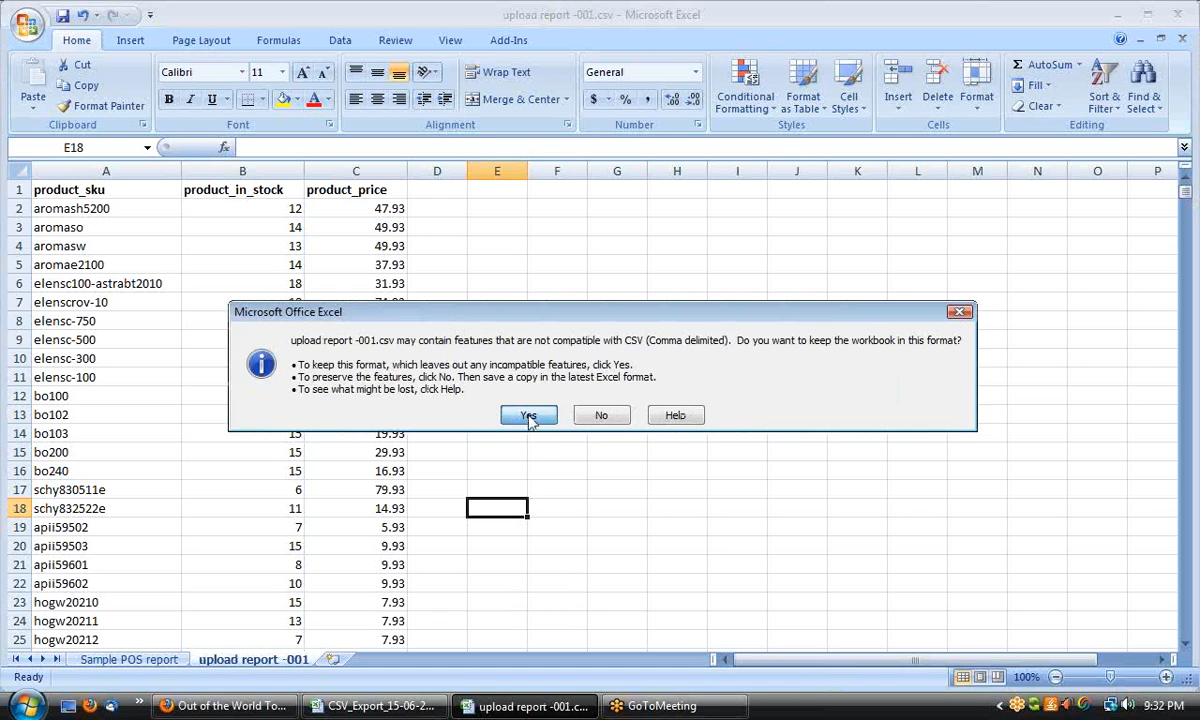 upload report -001.csv - Microsoft Excel
Home Insert Page Layout Formulas Data Review View Add-Ins
Paste
Cut
Copy
Format Painter
Clipboard
Calibri 11
B I U
Font
Wrap Text
Merge & Center
Alignment
General
$ % ,
Number
Conditional Formatting
Format as Table
Cell Styles
Styles
Insert Delete Format
Cells
Σ AutoSum
Fill
Clear
Sort & Filter
Find & Select
Editing
E18 fx
A B C D E F G H I J K L M N O P
1 product_sku product_in_stock product_price
2 aromash5200 12 47.93
3 aromaso 14 49.93
4 aromasw 13 49.93
5 aromae2100 14 37.93
6 elensc100-astrabt2010 18 31.93
7 elenscrov-10
8 elensc-750
9 elensc-500
10 elensc-300
11 elensc-100
12 bo100
13 bo102
14 bo103 15 19.93
15 bo200 15 29.93
16 bo240 15 16.93
17 schy830511e 6 79.93
18 schy832522e 11 14.93
19 apii59502 7 5.93
20 apii59503 15 9.93
21 apii59601 8 9.93
22 apii59602 10 9.93
23 hogw20210 15 7.93
24 hogw20211 13 7.93
25 hogw20212 7 7.93
Microsoft Office Excel
upload report -001.csv may contain features that are not compatible with CSV (Comma delimited). Do you want to keep the workbook in this format?
• To keep this format, which leaves out any incompatible features, click Yes.
• To preserve the features, click No. Then save a copy in the latest Excel format.
• To see what might be lost, click Help.
Yes No Help
Sample POS report upload report -001
Ready 100%
Out of the World To... CSV_Export_15-06-2... upload report -001.c... GoToMeeting 9:32 PM